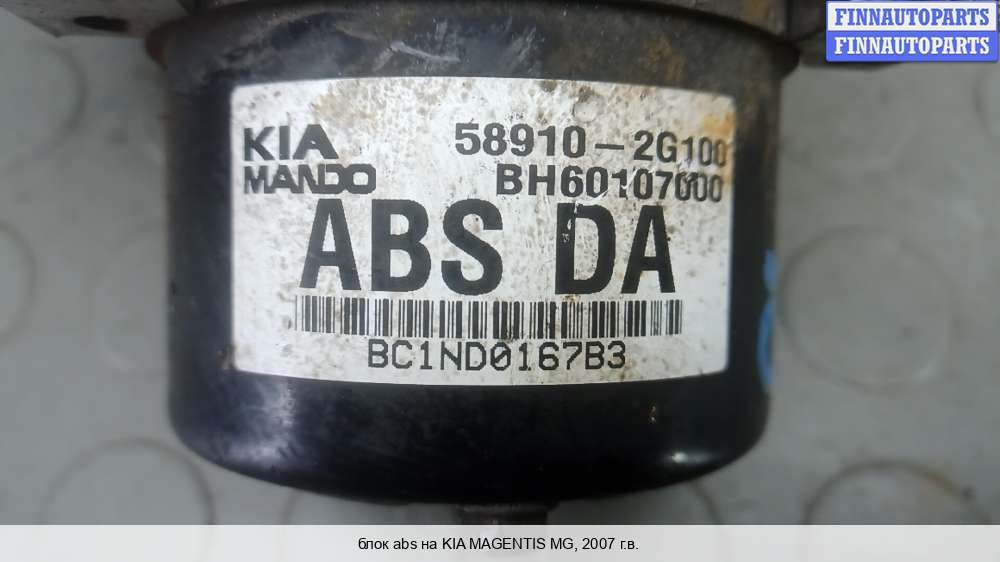 FINNAUTOPARTS
FINNAUTOPARTS
KIA 58910-2G100
MANDO BH60107000
ABS DA
BC1ND0167B3
блок abs на KIA MAGENTIS MG, 2007 г.в.